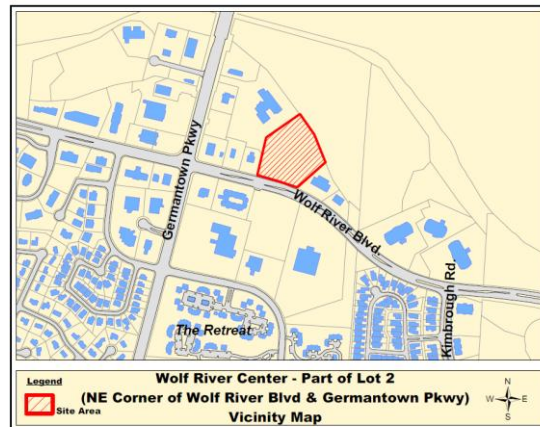 Germantown Pkwy
Wolf River Blvd.
Kimbrough Rd.
The Retreat
Legend
Site Area
Wolf River Center - Part of Lot 2
(NE Corner of Wolf River Blvd & Germantown Pkwy)
Vicinity Map
N
W E
S